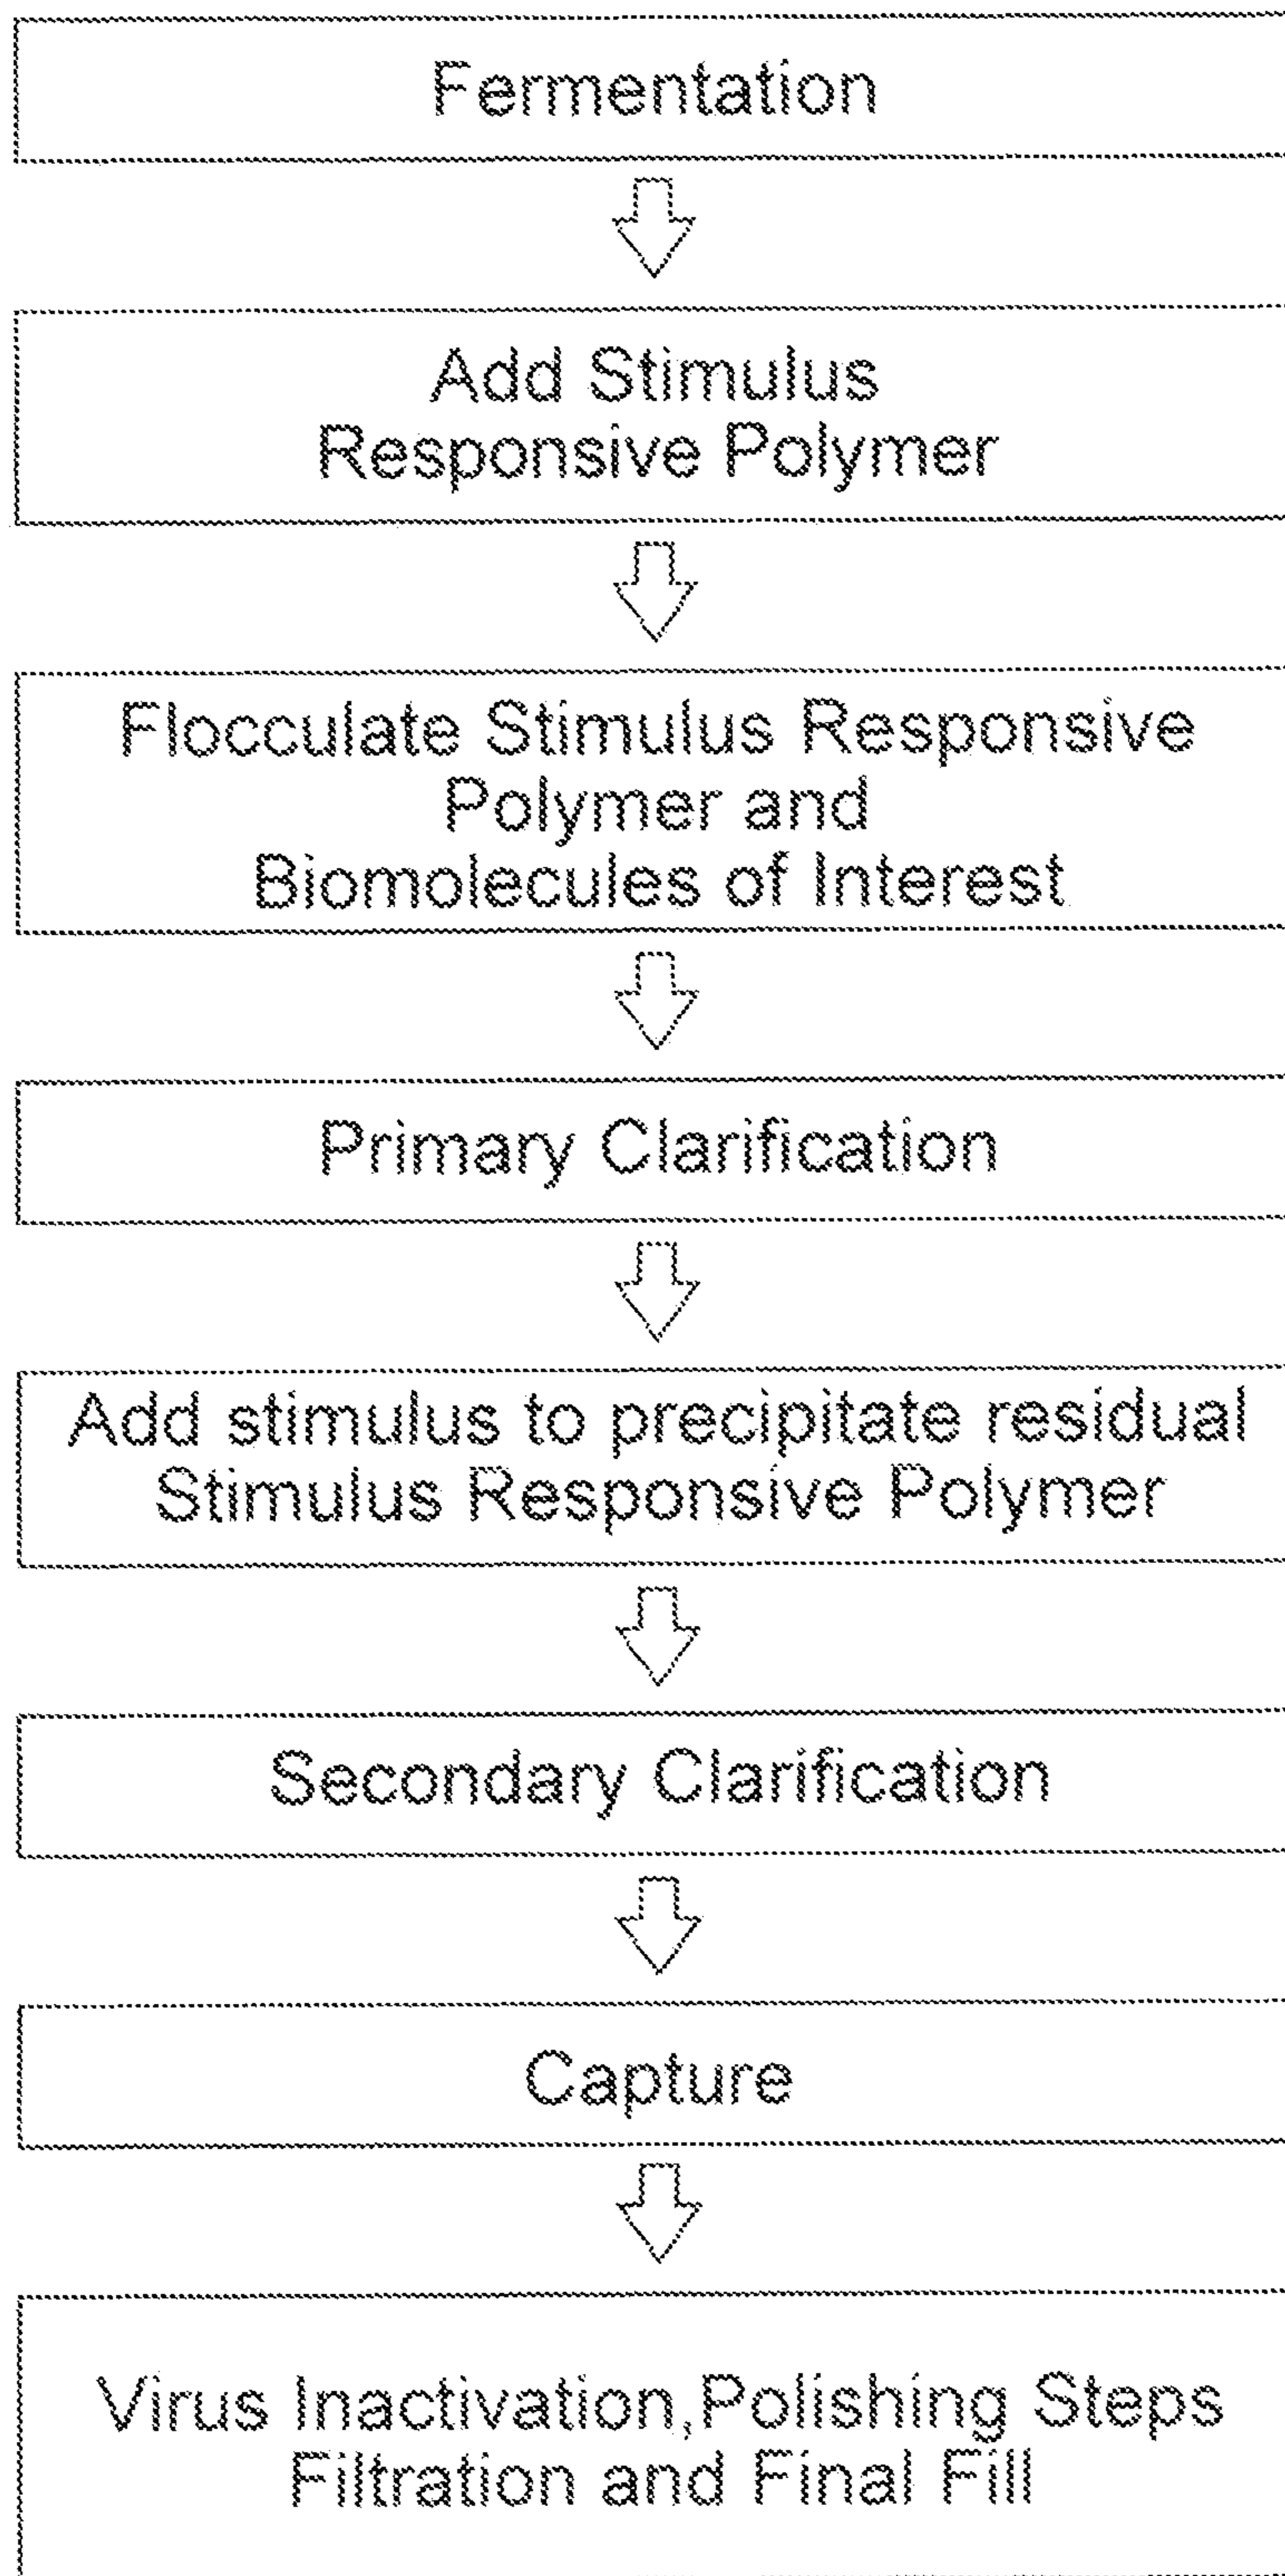 Fermentation
Add Stimulus
Responsive Polymer
Flocculate Stimulus Responsive
Polymer and
Biomolecules of Interest
Primary Clarification
Add stimulus to precipitate residual
Stimulus Responsive Polymer
Secondary Clarification
Capture
Virus Inactivation,Polishing Steps
Filtration and Final Fill